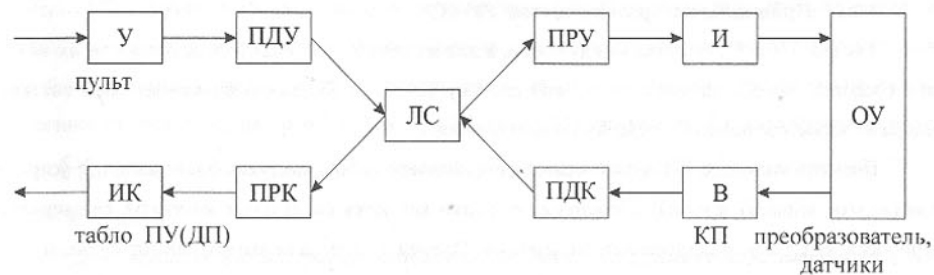 У
ПДУ
ПРУ
И
пульт
ЛС
ОУ
ИК
ПРК
ПДК
В
табло ПУ(ДП)
КП
преобразователь,
датчики